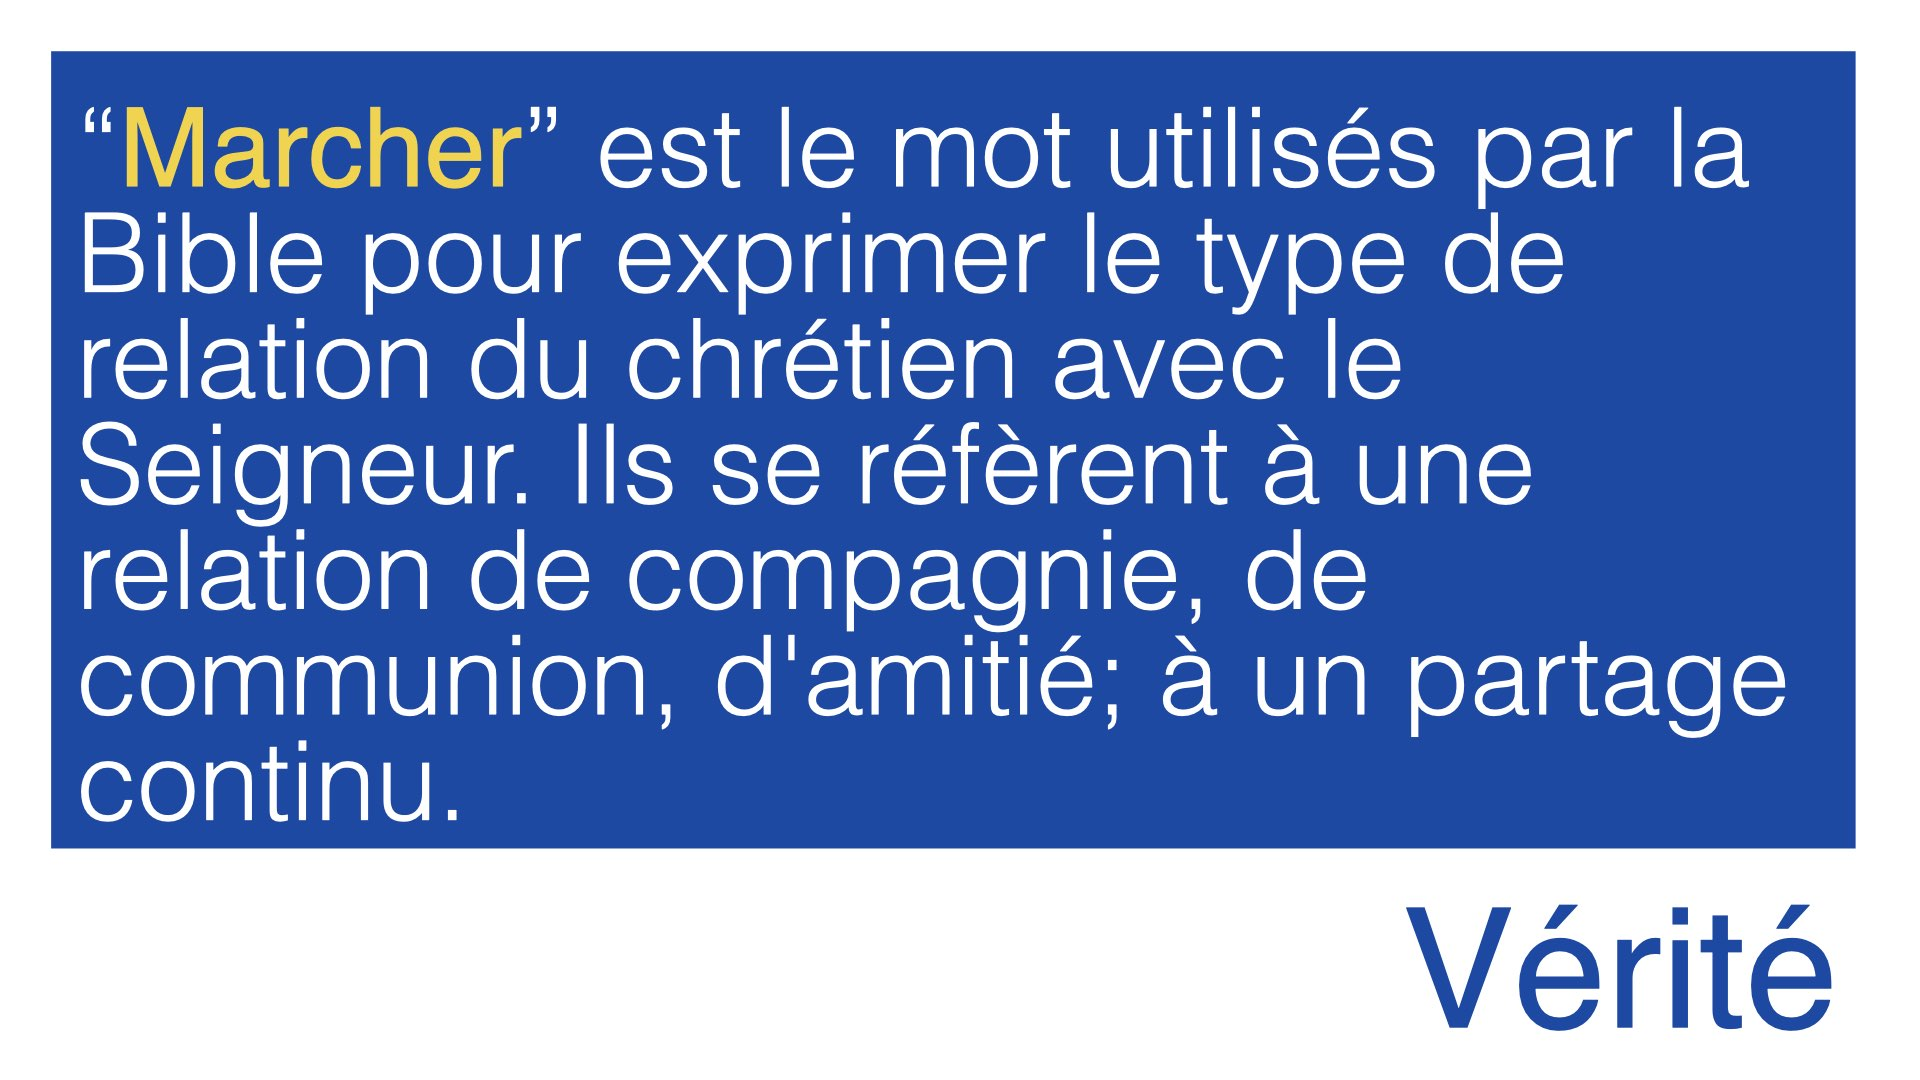 “Marcher” est le mot utilisés par la
Bible pour exprimer le type de
relation du chrétien avec le
Seigneur. Ils se réfèrent à une
relation de compagnie, de
communion, d'amitié; à un partage
continu.
Vérité